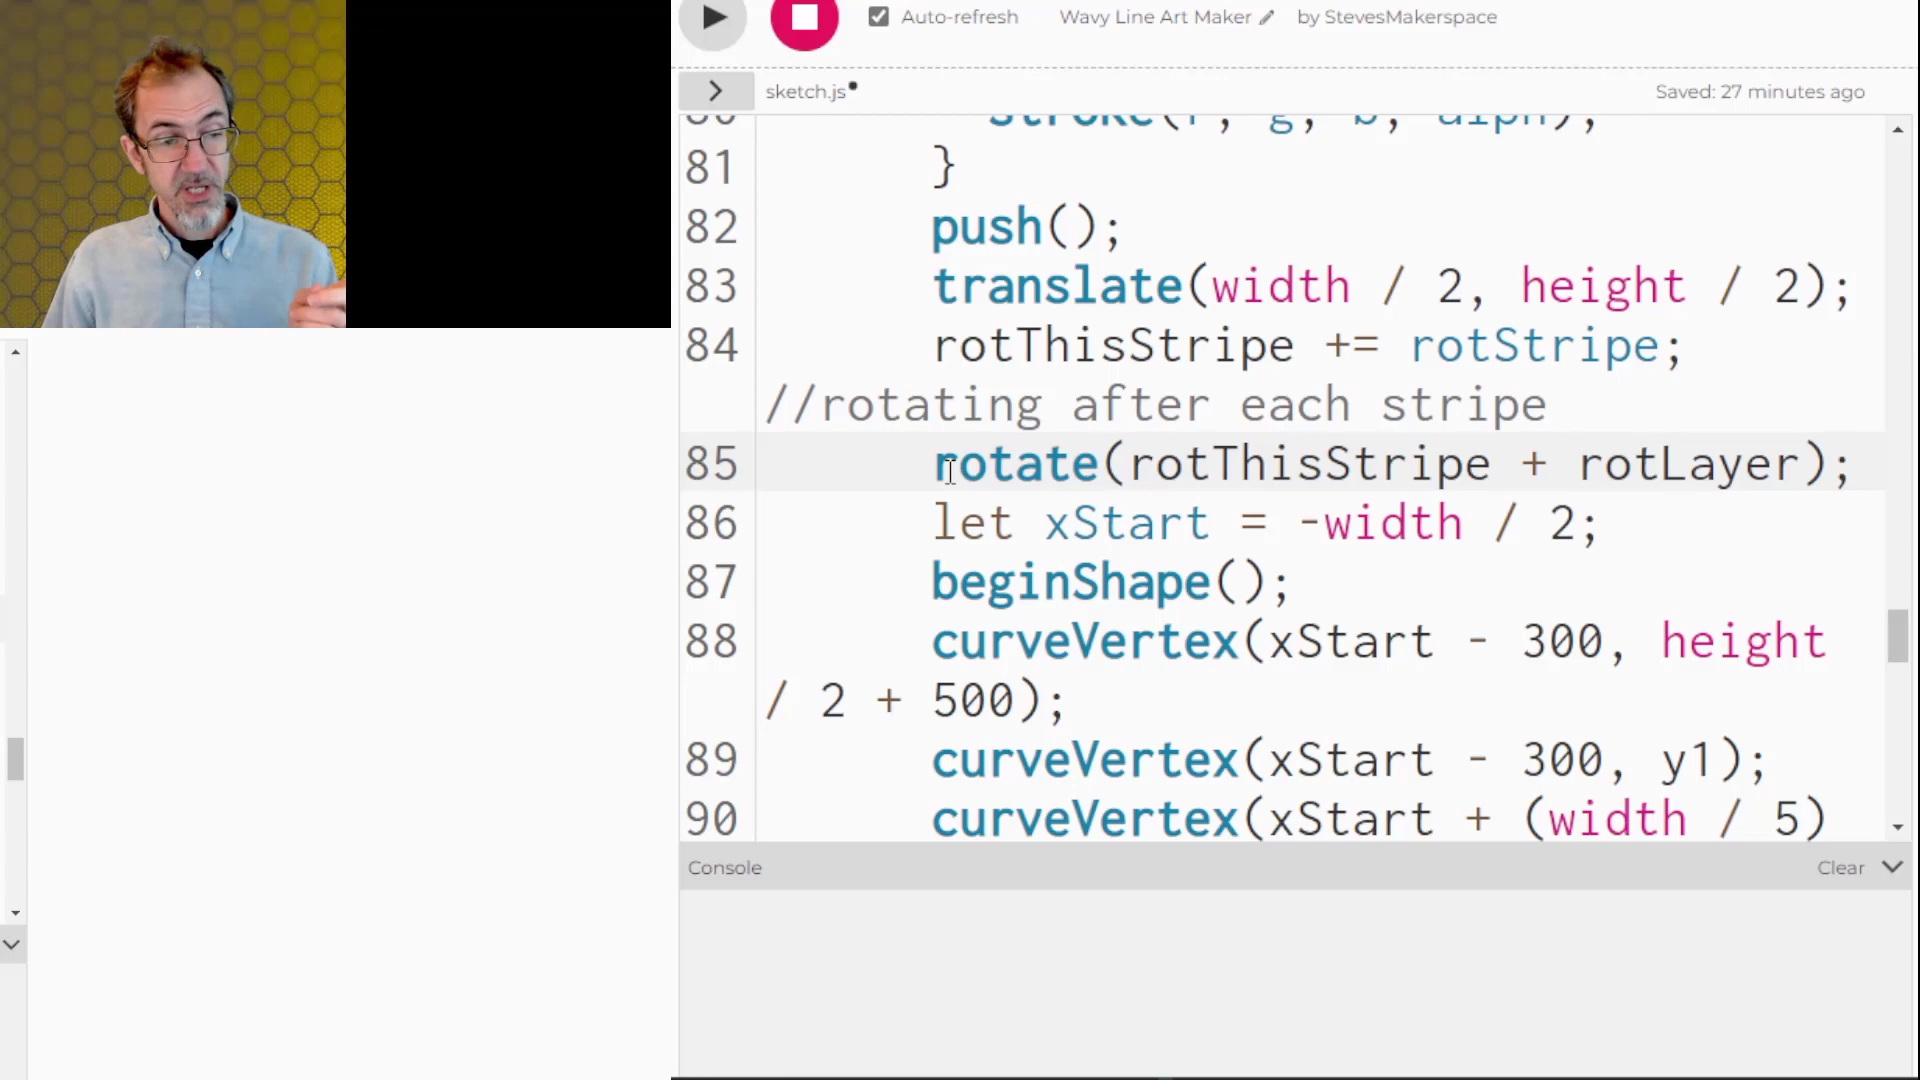 Auto-refresh Wavy Line Art Maker by StevesMakerspace
sketch.js Saved: 27 minutes ago
80 stroke(r, g, b, alph);
81 }
82 push();
83 translate(width / 2, height / 2);
84 rotThisStripe += rotStripe;
//rotating after each stripe
85 rotate(rotThisStripe + rotLayer);
86 let xStart = -width / 2;
87 beginShape();
88 curveVertex(xStart - 300, height
/ 2 + 500);
89 curveVertex(xStart - 300, y1);
90 curveVertex(xStart + (width / 5)
Console Clear